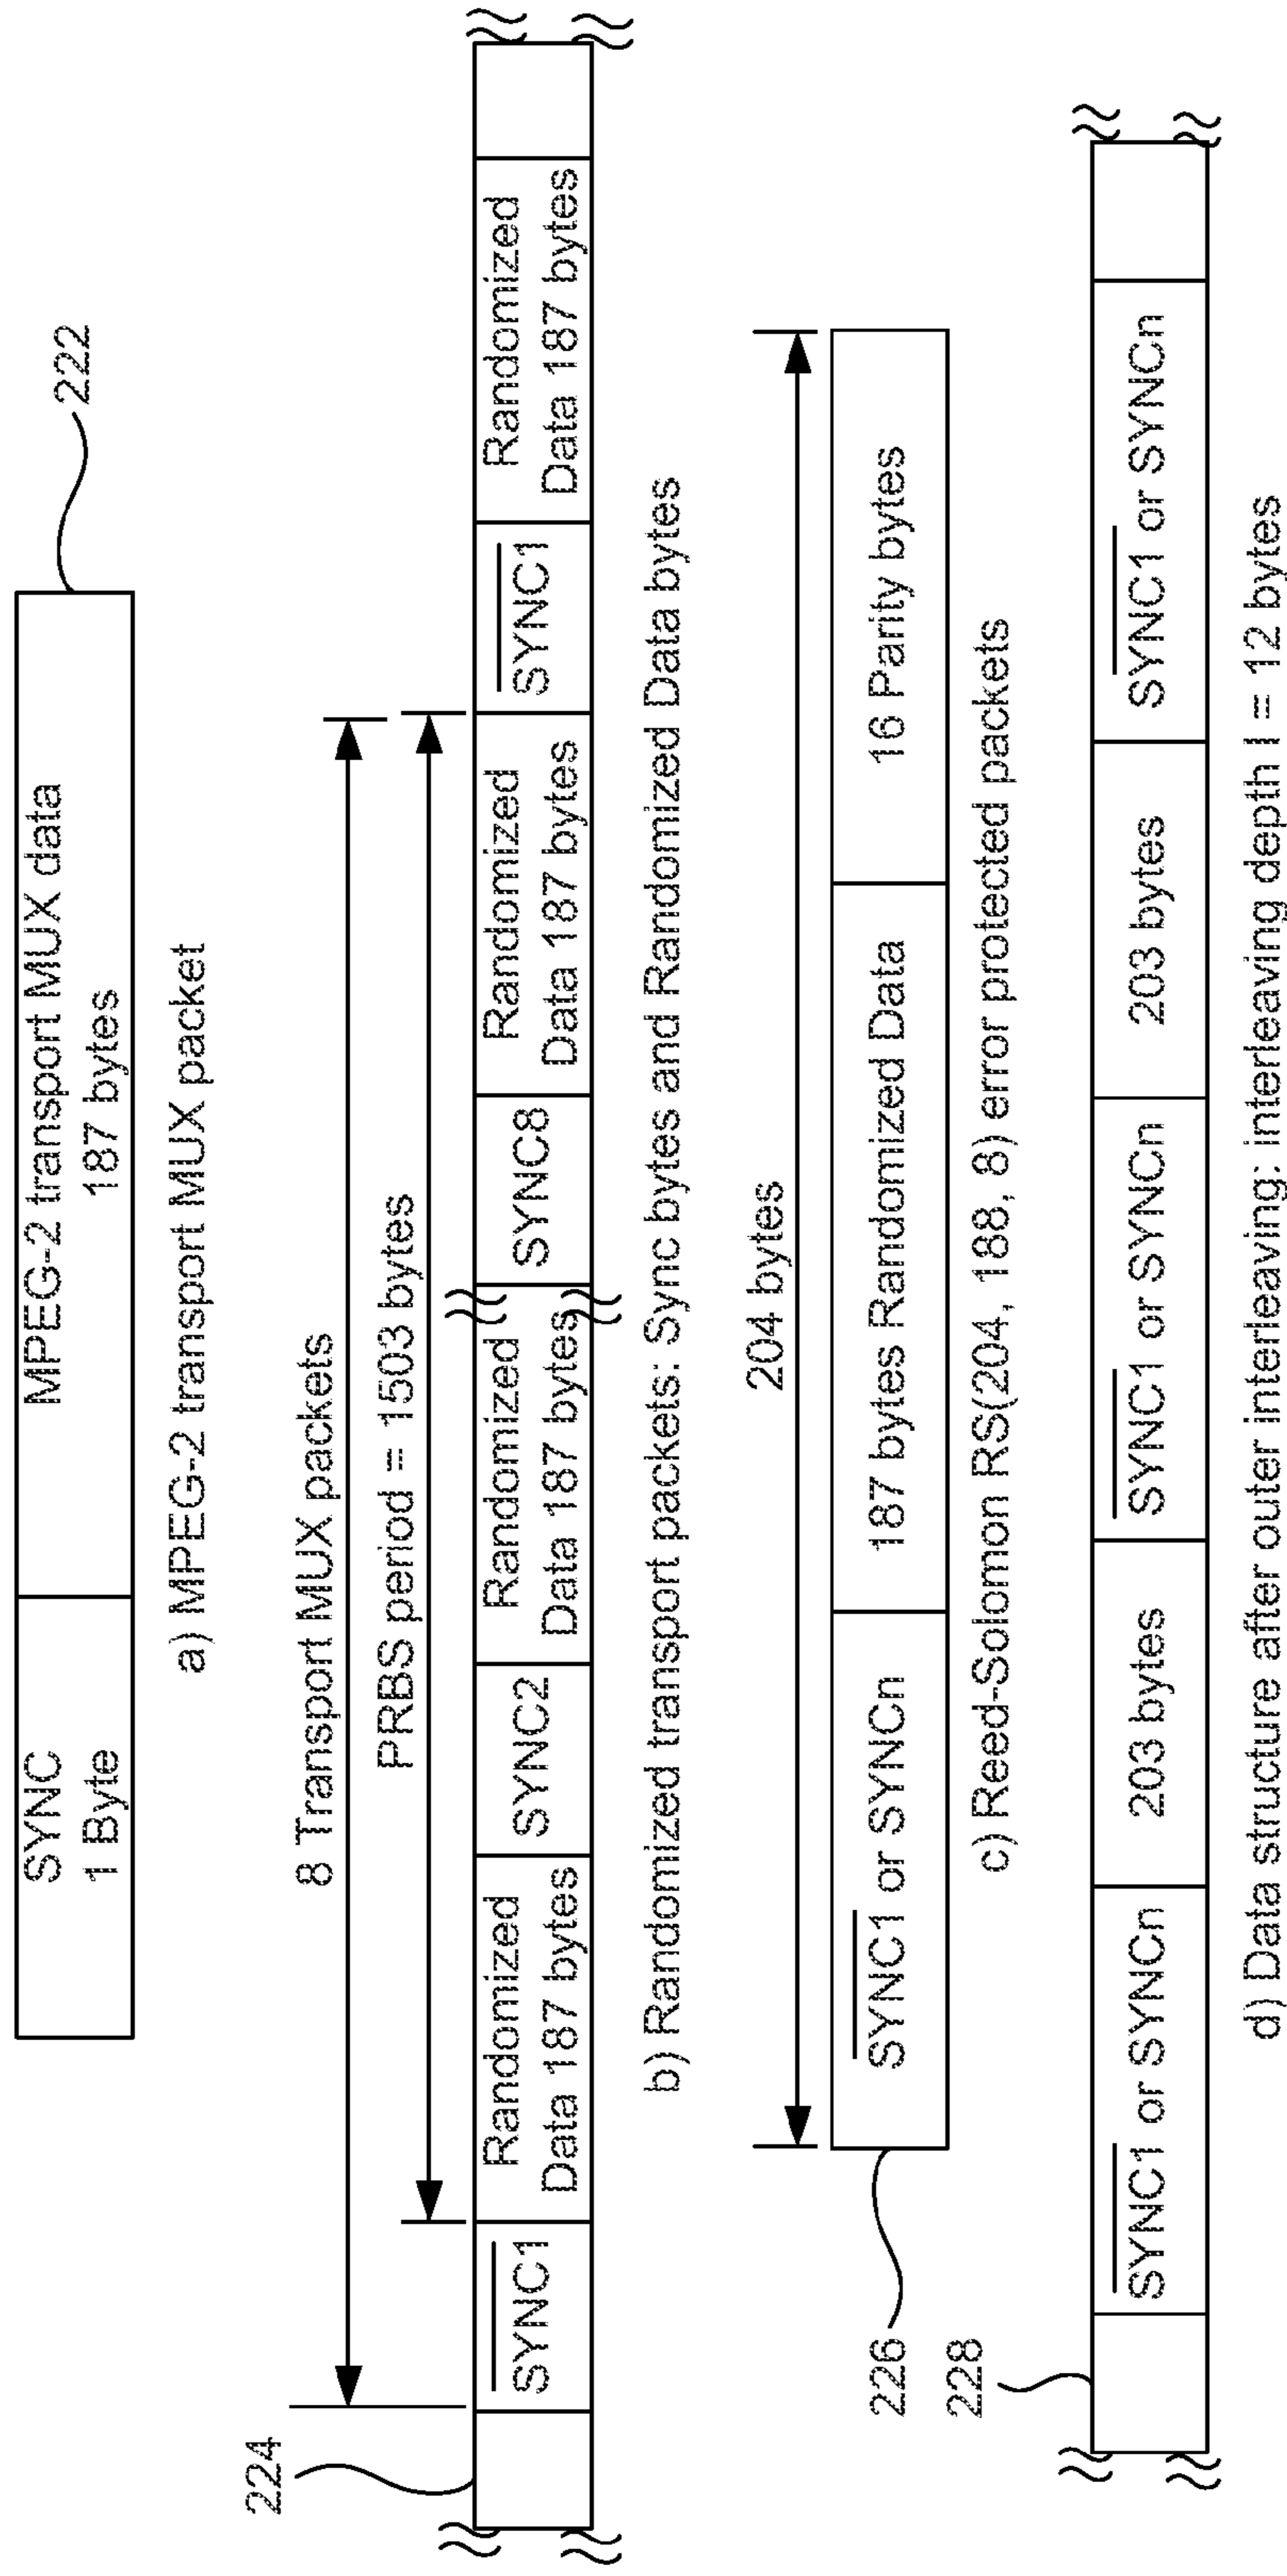 SYNC
1 Byte
MPEG-2 transport MUX data
187 bytes
222
a) MPEG-2 transport MUX packet
8 Transport MUX packets
PRBS period = 1503 bytes
224
SYNC1
Randomized
Data 187 bytes
SYNC2
Randomized
Data 187 bytes
SYNC8
Randomized
Data 187 bytes
SYNC1
Randomized
Data 187 bytes
b) Randomized transport packets: Sync bytes and Randomized Data bytes
204 bytes
226
SYNC1 or SYNCn
187 bytes Randomized Data
16 Parity bytes
c) Reed-Solomon RS(204, 188, 8) error protected packets
228
SYNC1 or SYNCn
203 bytes
SYNC1 or SYNCn
203 bytes
SYNC1 or SYNCn
d) Data structure after outer interleaving: interleaving depth I = 12 bytes